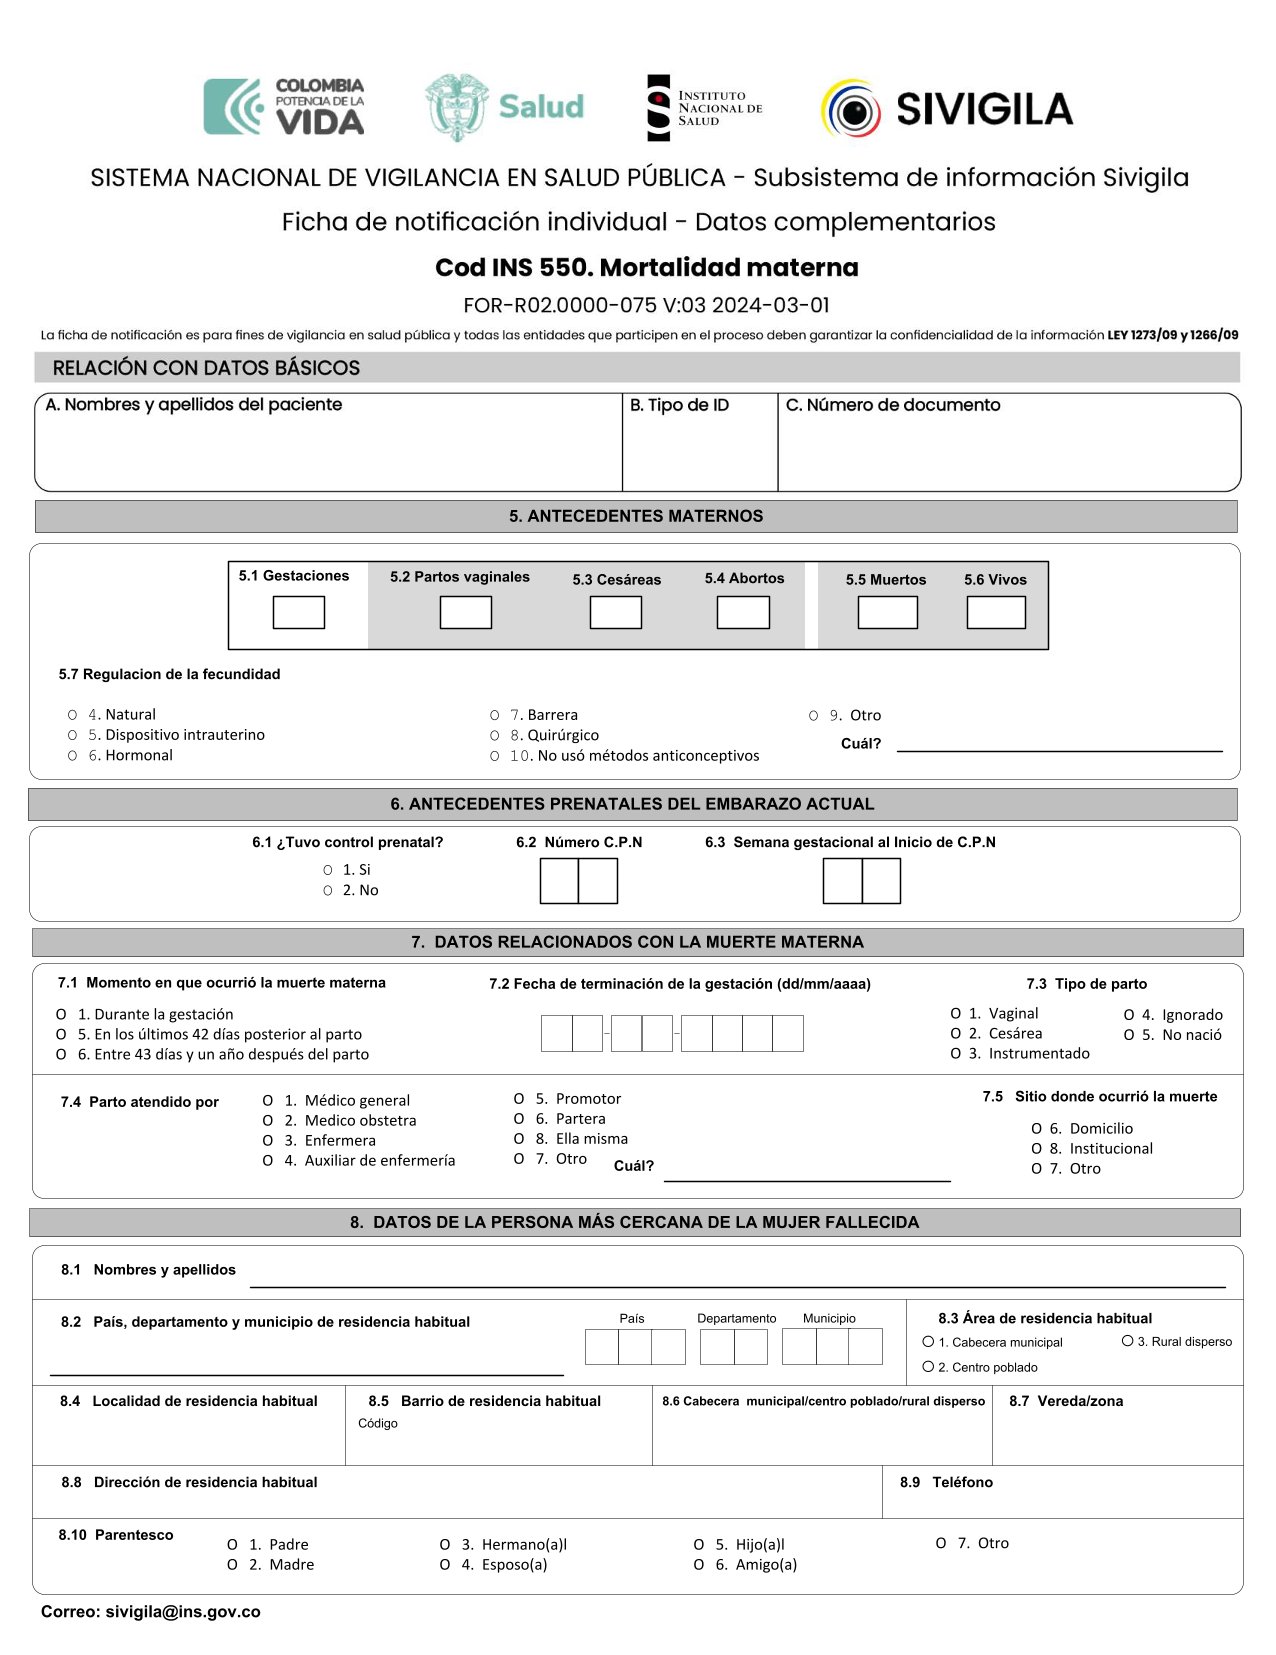 COLOMBIA
POTENCIA DE LA
VIDA
Salud
INSTITUTO
NACIONAL DE
SALUD
SIVIGILA
SISTEMA NACIONAL DE VIGILANCIA EN SALUD PÚBLICA - Subsistema de información Sivigila
Ficha de notificación individual - Datos complementarios
Cod INS 550. Mortalidad materna
FOR-R02.0000-075 V:03 2024-03-01
La ficha de notificación es para fines de vigilancia en salud pública y todas las entidades que participen en el proceso deben garantizar la confidencialidad de la información LEY 1273/09 y 1266/09
RELACIÓN CON DATOS BÁSICOS
A. Nombres y apellidos del paciente
B. Tipo de ID
C. Número de documento
5. ANTECEDENTES MATERNOS
5.1 Gestaciones
5.2 Partos vaginales
5.3 Cesáreas
5.4 Abortos
5.5 Muertos
5.6 Vivos
5.7 Regulacion de la fecundidad
O 4. Natural
O 5. Dispositivo intrauterino
O 6. Hormonal
O 7. Barrera
O 8. Quirúrgico
O 10. No usó métodos anticonceptivos
O 9. Otro
Cuál?
6. ANTECEDENTES PRENATALES DEL EMBARAZO ACTUAL
6.1 ¿Tuvo control prenatal?
O 1. Si
O 2. No
6.2 Número C.P.N
6.3 Semana gestacional al Inicio de C.P.N
7. DATOS RELACIONADOS CON LA MUERTE MATERNA
7.1 Momento en que ocurrió la muerte materna
O 1. Durante la gestación
O 5. En los últimos 42 días posterior al parto
O 6. Entre 43 días y un año después del parto
7.2 Fecha de terminación de la gestación (dd/mm/aaaa)
7.3 Tipo de parto
O 1. Vaginal
O 2. Cesárea
O 3. Instrumentado
O 4. Ignorado
O 5. No nació
7.4 Parto atendido por
O 1. Médico general
O 2. Medico obstetra
O 3. Enfermera
O 4. Auxiliar de enfermería
O 5. Promotor
O 6. Partera
O 8. Ella misma
O 7. Otro
Cuál?
7.5 Sitio donde ocurrió la muerte
O 6. Domicilio
O 8. Institucional
O 7. Otro
8. DATOS DE LA PERSONA MÁS CERCANA DE LA MUJER FALLECIDA
8.1 Nombres y apellidos
8.2 País, departamento y municipio de residencia habitual
País
Departamento
Municipio
8.3 Área de residencia habitual
O 1. Cabecera municipal
O 3. Rural disperso
O 2. Centro poblado
8.4 Localidad de residencia habitual
8.5 Barrio de residencia habitual
Código
8.6 Cabecera municipal/centro poblado/rural disperso
8.7 Vereda/zona
8.8 Dirección de residencia habitual
8.9 Teléfono
8.10 Parentesco
O 1. Padre
O 2. Madre
O 3. Hermano(a)l
O 4. Esposo(a)
O 5. Hijo(a)l
O 6. Amigo(a)
O 7. Otro
Correo: sivigila@ins.gov.co